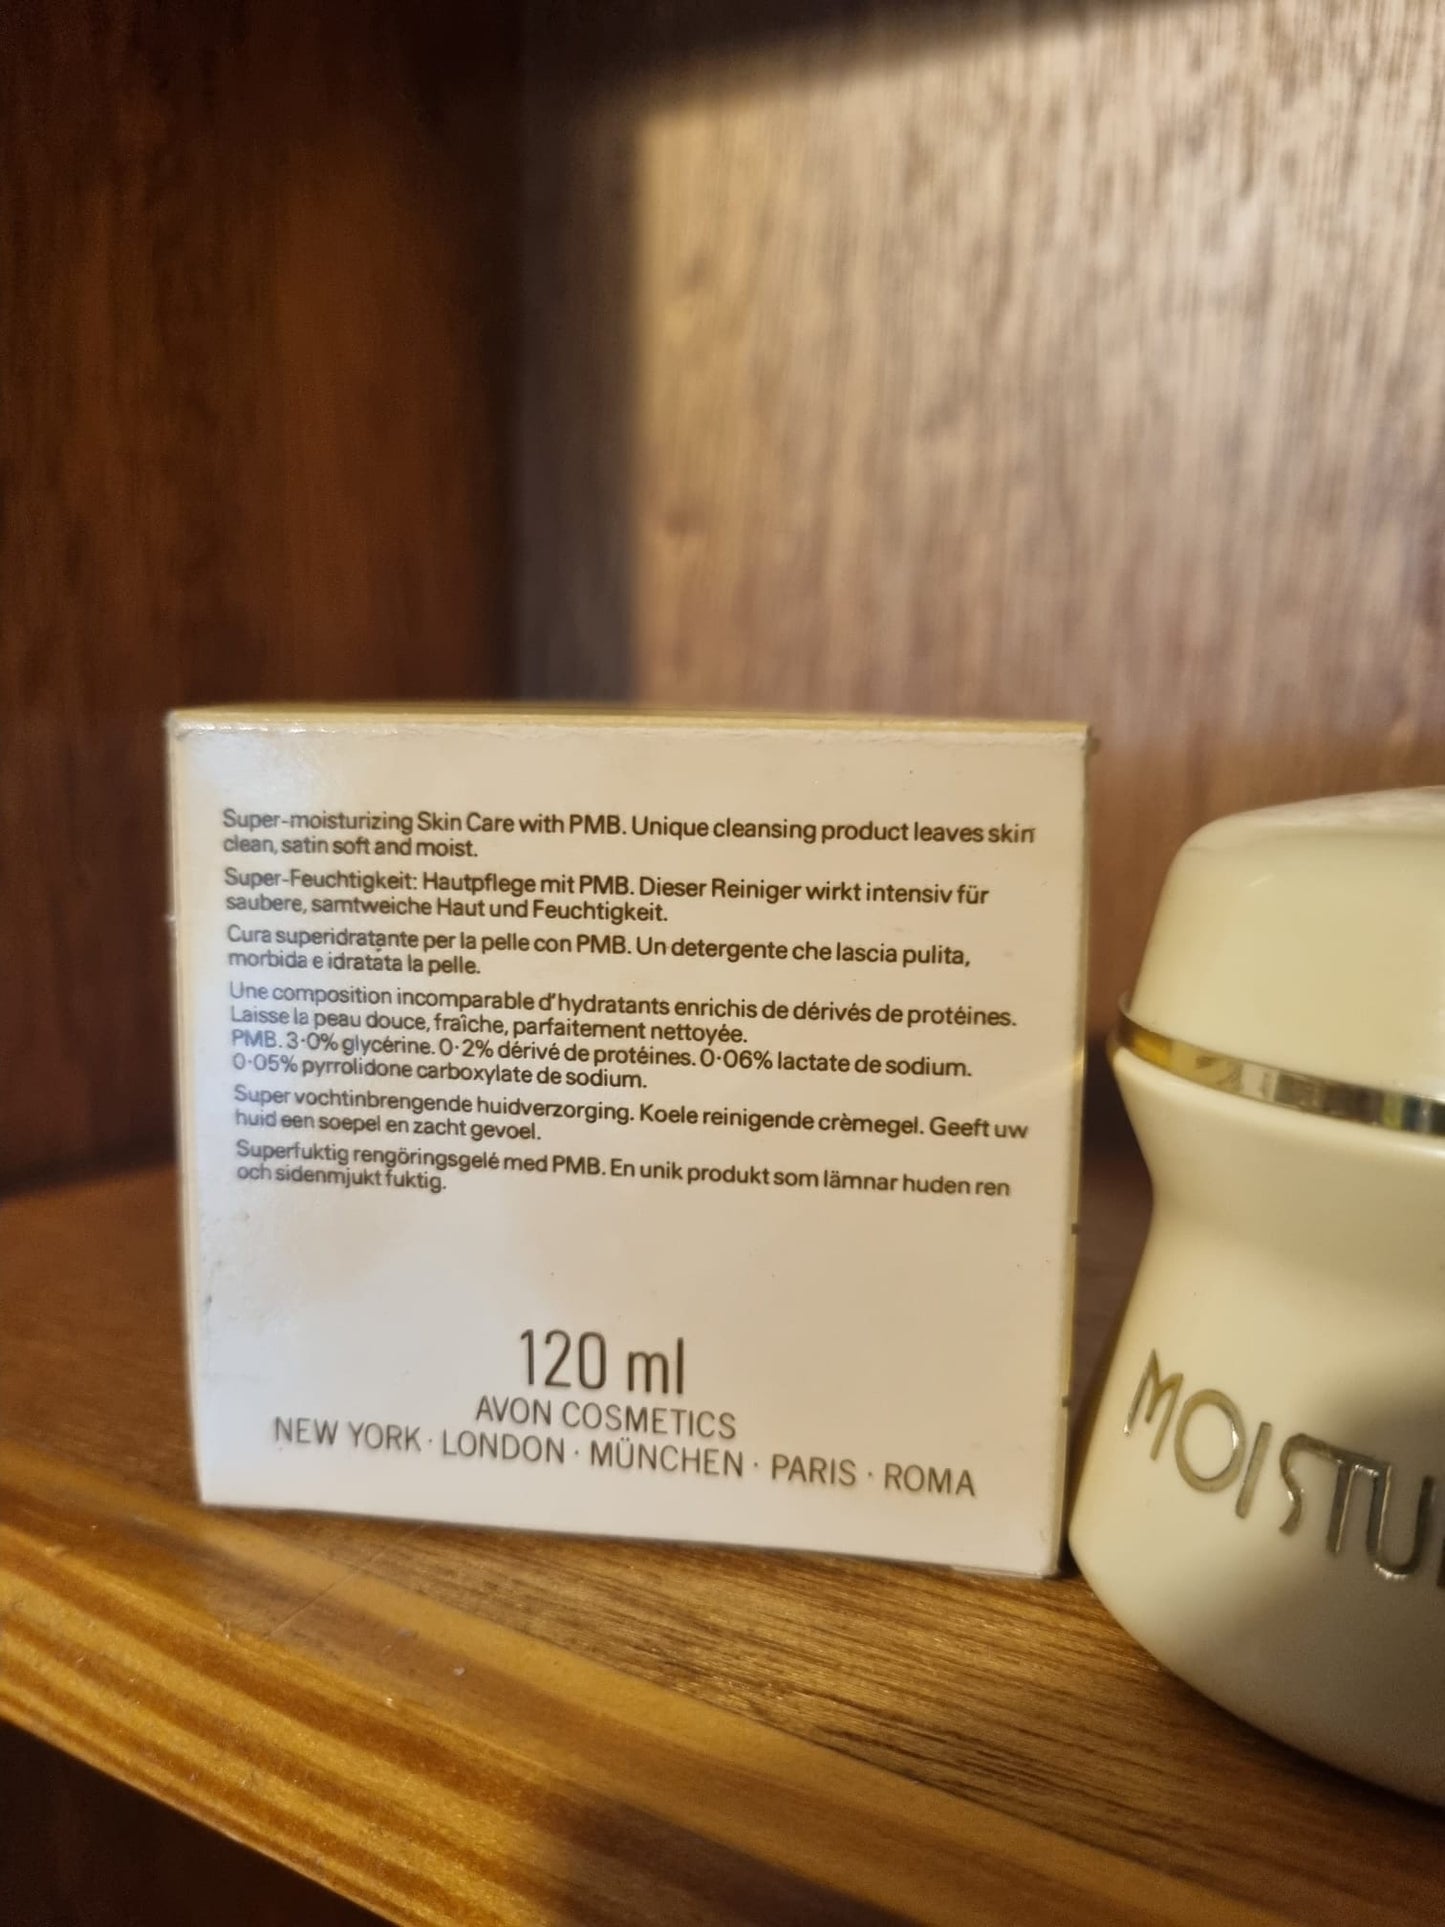 Super-moisturizing Skin Care with PMB. Unique cleansing product leaves skin
clean, satin soft and moist.
Super-Feuchtigkeit: Hautpflege mit PMB. Dieser Reiniger wirkt intensiv für
saubere, samtweiche Haut und Feuchtigkeit.
Cura superidratante per la pelle con PMB. Un detergente che lascia pulita,
morbida e idratata la pelle.
Une composition incomparable d'hydratants enrichis de dérivés de protéines.
Laisse la peau douce, fraîche, parfaitement nettoyée.
PMB. 3·0% glycérine. 0·2% dérivé de protéines. 0·06% lactate de sodium.
0·05% pyrrolidone carboxylate de sodium.
Super vochtinbrengende huidverzorging. Koele reinigende crèmegel. Geeft uw
huid een soepel en zacht gevoel.
Superfuktig rengöringsgelé med PMB. En unik produkt som lämnar huden ren
och sidenmjukt fuktig.
120 ml
AVON COSMETICS
NEW YORK · LONDON · MÜNCHEN · PARIS · ROMA
MOISTU